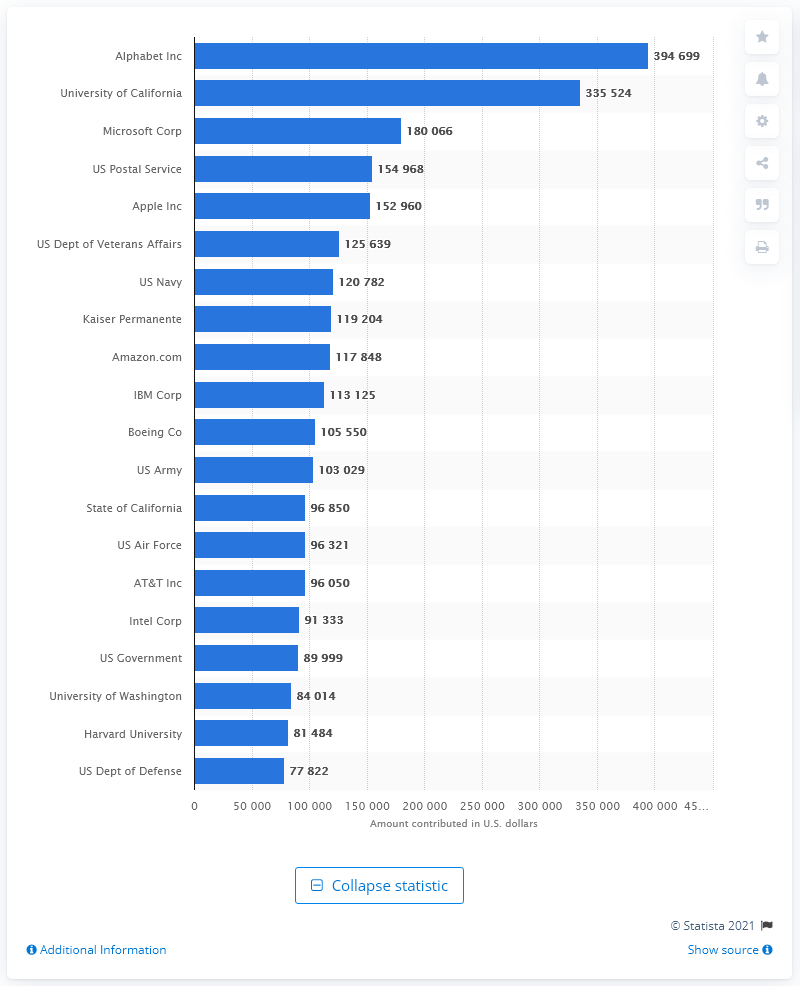 Alphabet Inc 394 699
University of California 335 524
Microsoft Corp 180 066
US Postal Service 154 968
Apple Inc 152 960
US Dept of Veterans Affairs 125 639
US Navy 120 782
Kaiser Permanente 119 204
Amazon.com 117 848
IBM Corp 113 125
Boeing Co 105 550
US Army 103 029
State of California 96 850
US Air Force 96 321
AT&T Inc 96 050
Intel Corp 91 333
US Government 89 999
University of Washington 84 014
Harvard University 81 484
US Dept of Defense 77 822
0 50 000 100 000 150 000 200 000 250 000 300 000 350 000 400 000 45...
Amount contributed in U.S. dollars
Collapse statistic
© Statista 2021
Additional Information Show source